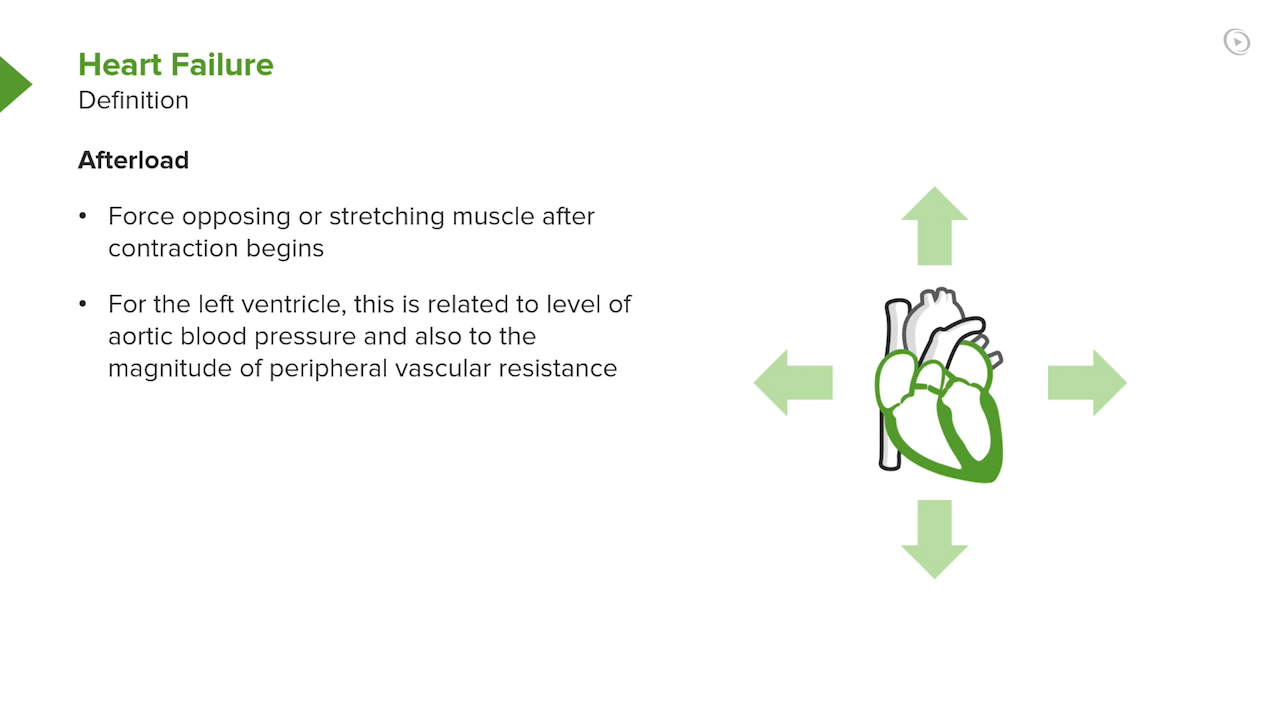 Heart Failure
Definition
Afterload
• Force opposing or stretching muscle after
contraction begins
• For the left ventricle, this is related to level of
aortic blood pressure and also to the
magnitude of peripheral vascular resistance